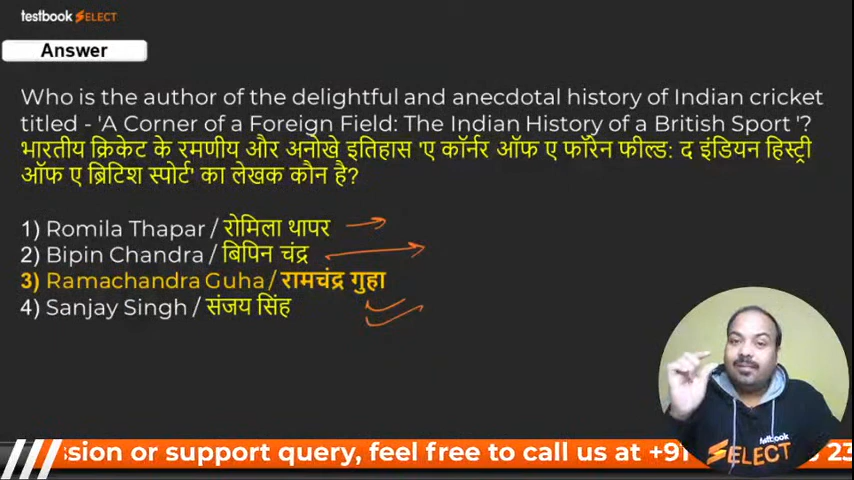 testbook SELECT
Answer
Who is the author of the delightful and anecdotal history of Indian cricket
titled - 'A Corner of a Foreign Field: The Indian History of a British Sport '?
भारतीय क्रिकेट के रमणीय और अनोखे इतिहास 'ए कॉर्नर ऑफ ए फॉरेन फील्ड: द इंडियन हिस्ट्री
ऑफ ए ब्रिटिश स्पोर्ट' का लेखक कौन है?
1) Romila Thapar / रोमिला थापर
2) Bipin Chandra / बिपिन चंद्र
3) Ramachandra Guha / रामचंद्र गुहा
4) Sanjay Singh / संजय सिंह
testbook
SELECT
ssion or support query, feel free to call us at +91 23